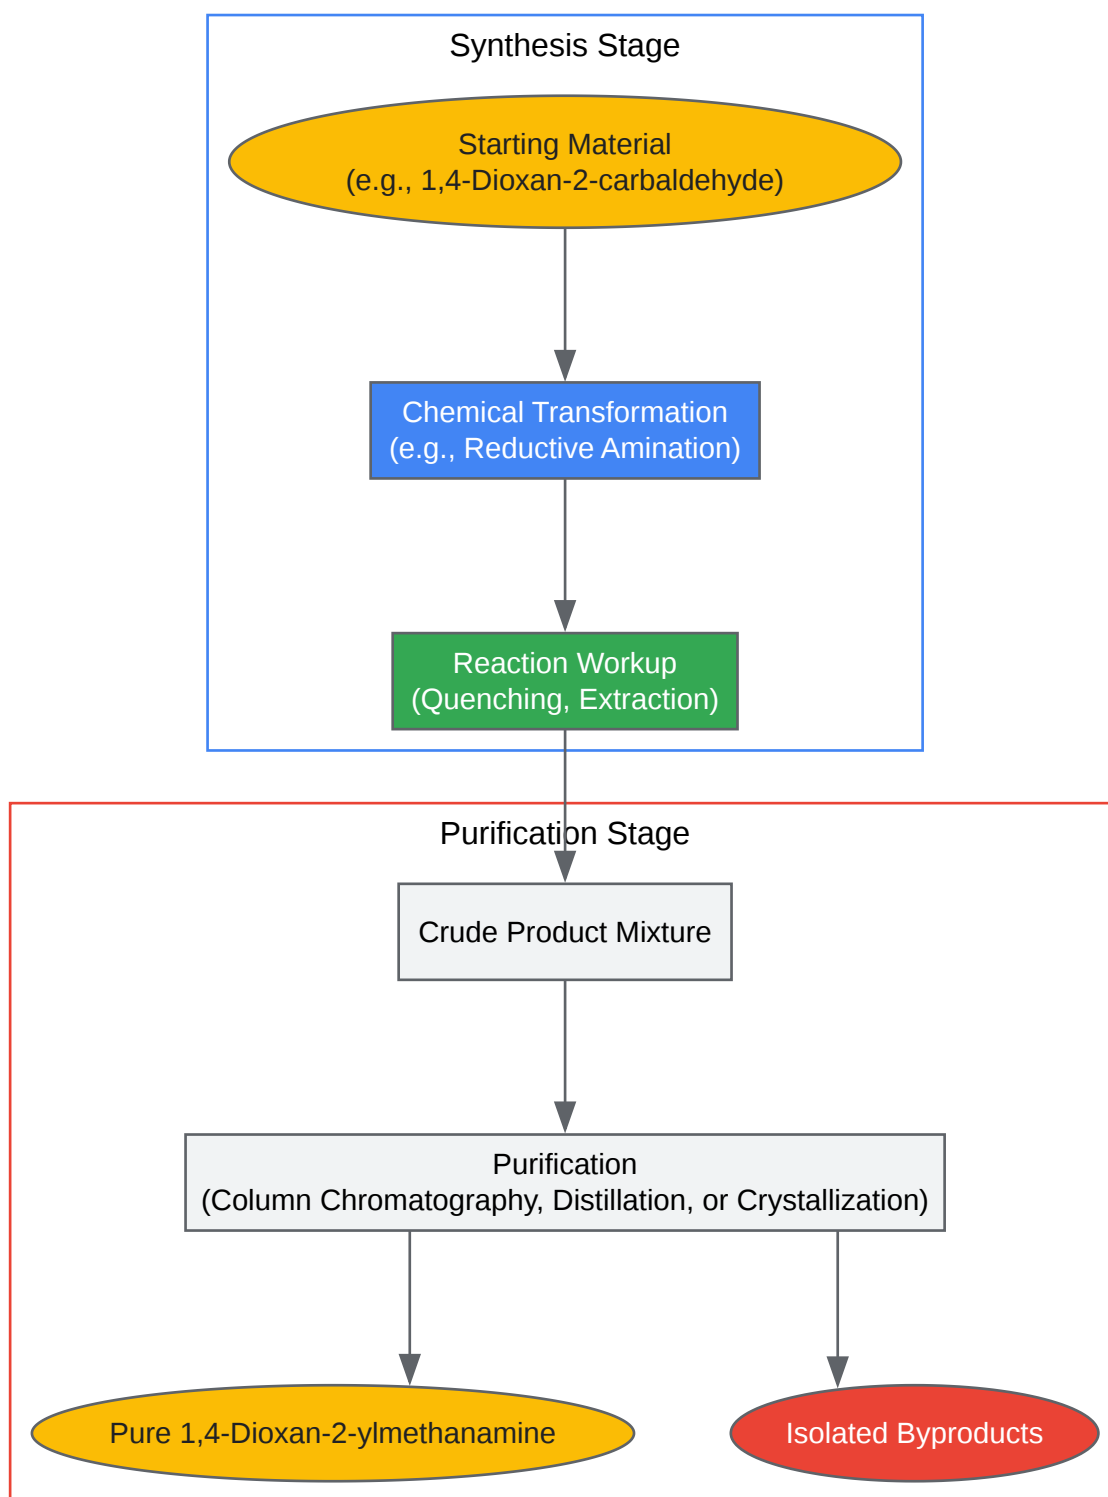 Synthesis Stage
Starting Material
(e.g., 1,4-Dioxan-2-carbaldehyde)
Chemical Transformation
(e.g., Reductive Amination)
Reaction Workup
(Quenching, Extraction)
Purification Stage
Crude Product Mixture
Purification
(Column Chromatography, Distillation, or Crystallization)
Pure 1,4-Dioxan-2-ylmethanamine
Isolated Byproducts